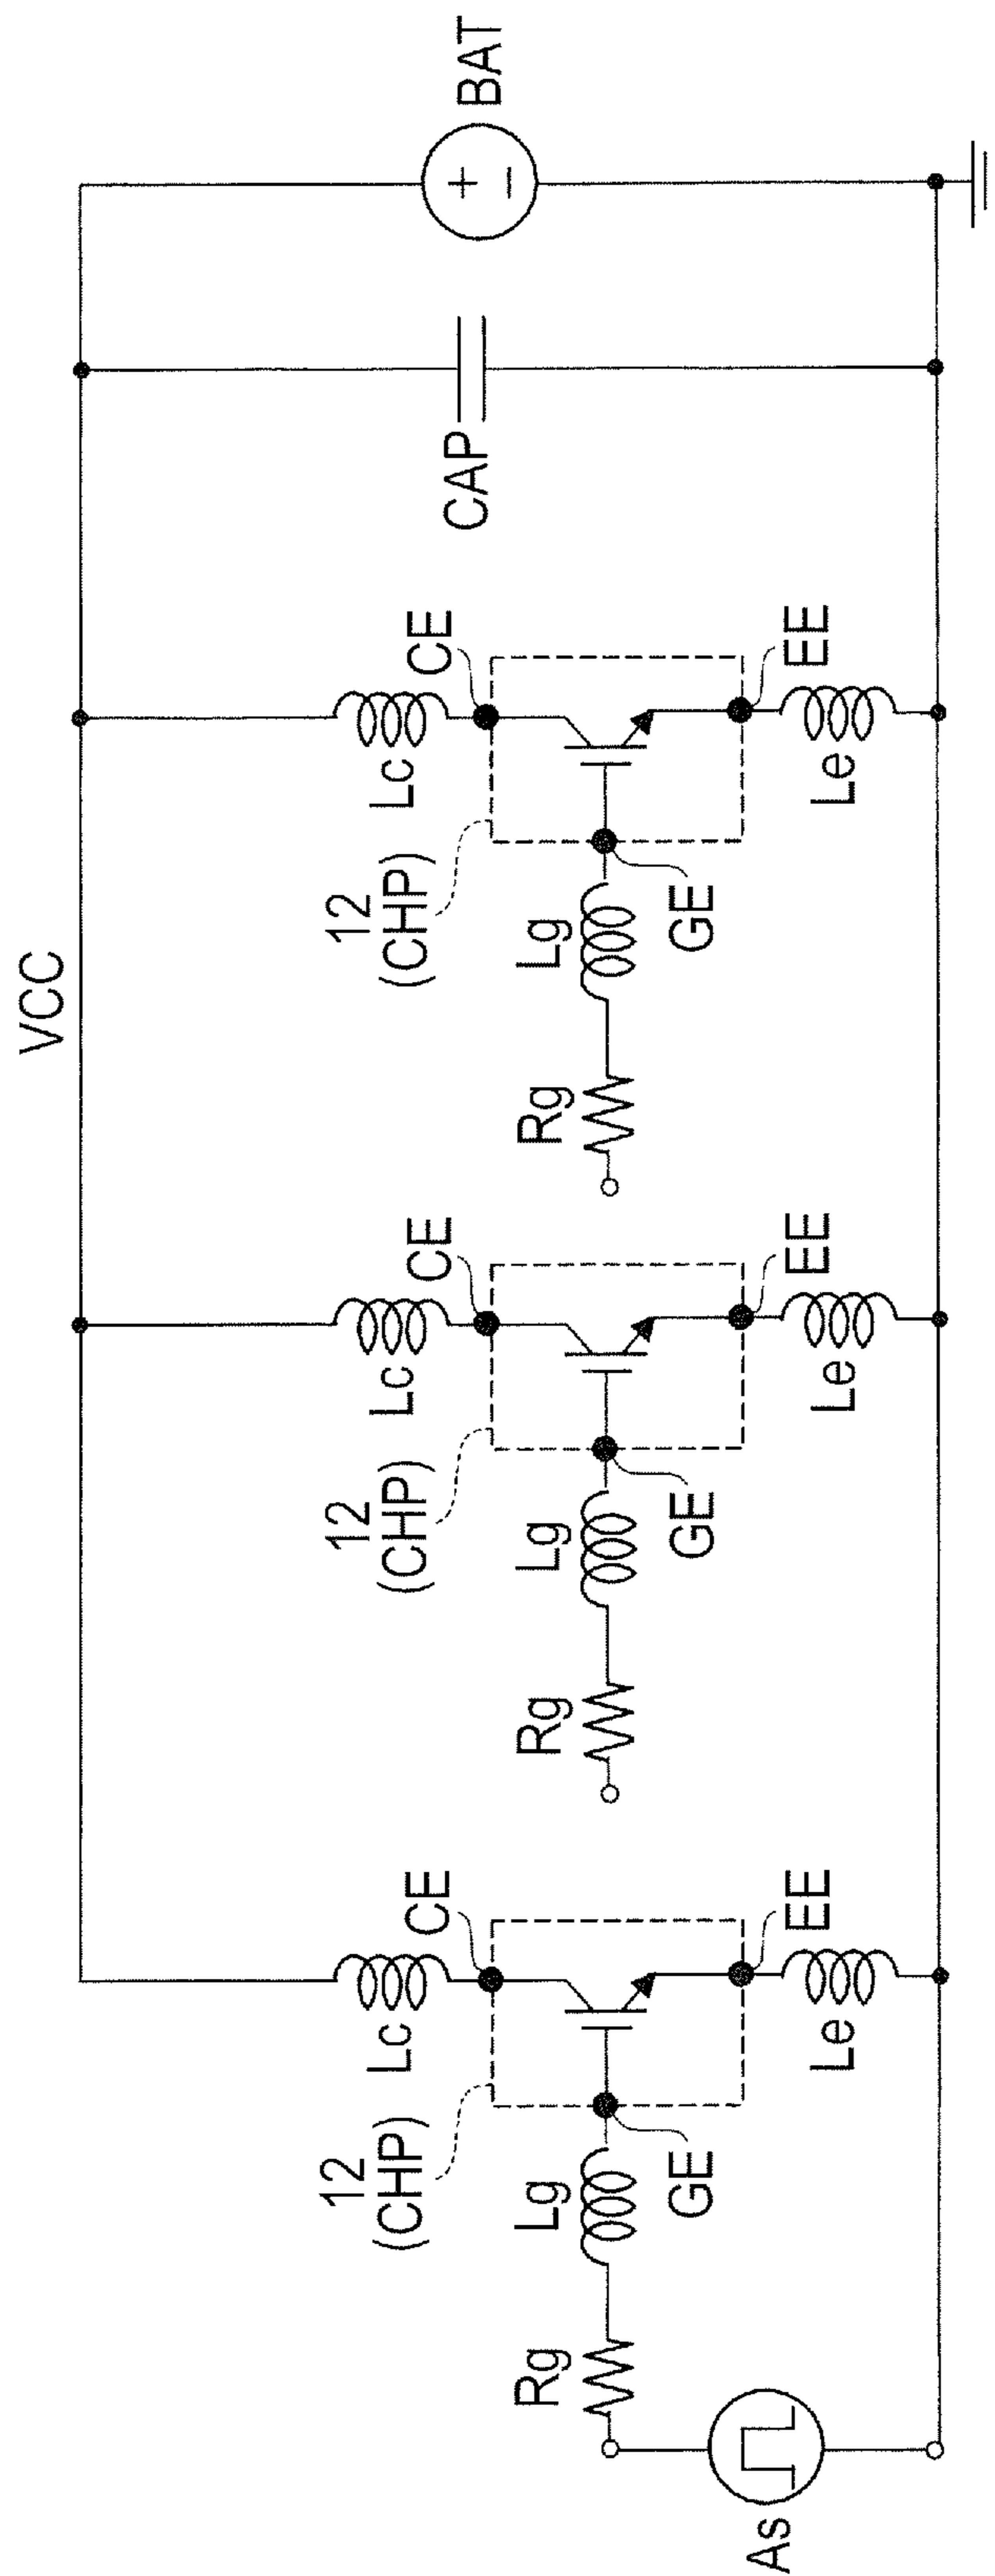 VCC
12
(CHP)
Lc
CE
Rg
Lg
GE
Le
EE
As
12
(CHP)
Lc
CE
Rg
Lg
GE
Le
EE
12
(CHP)
Lc
CE
Rg
Lg
GE
Le
EE
CAP
+
−
BAT